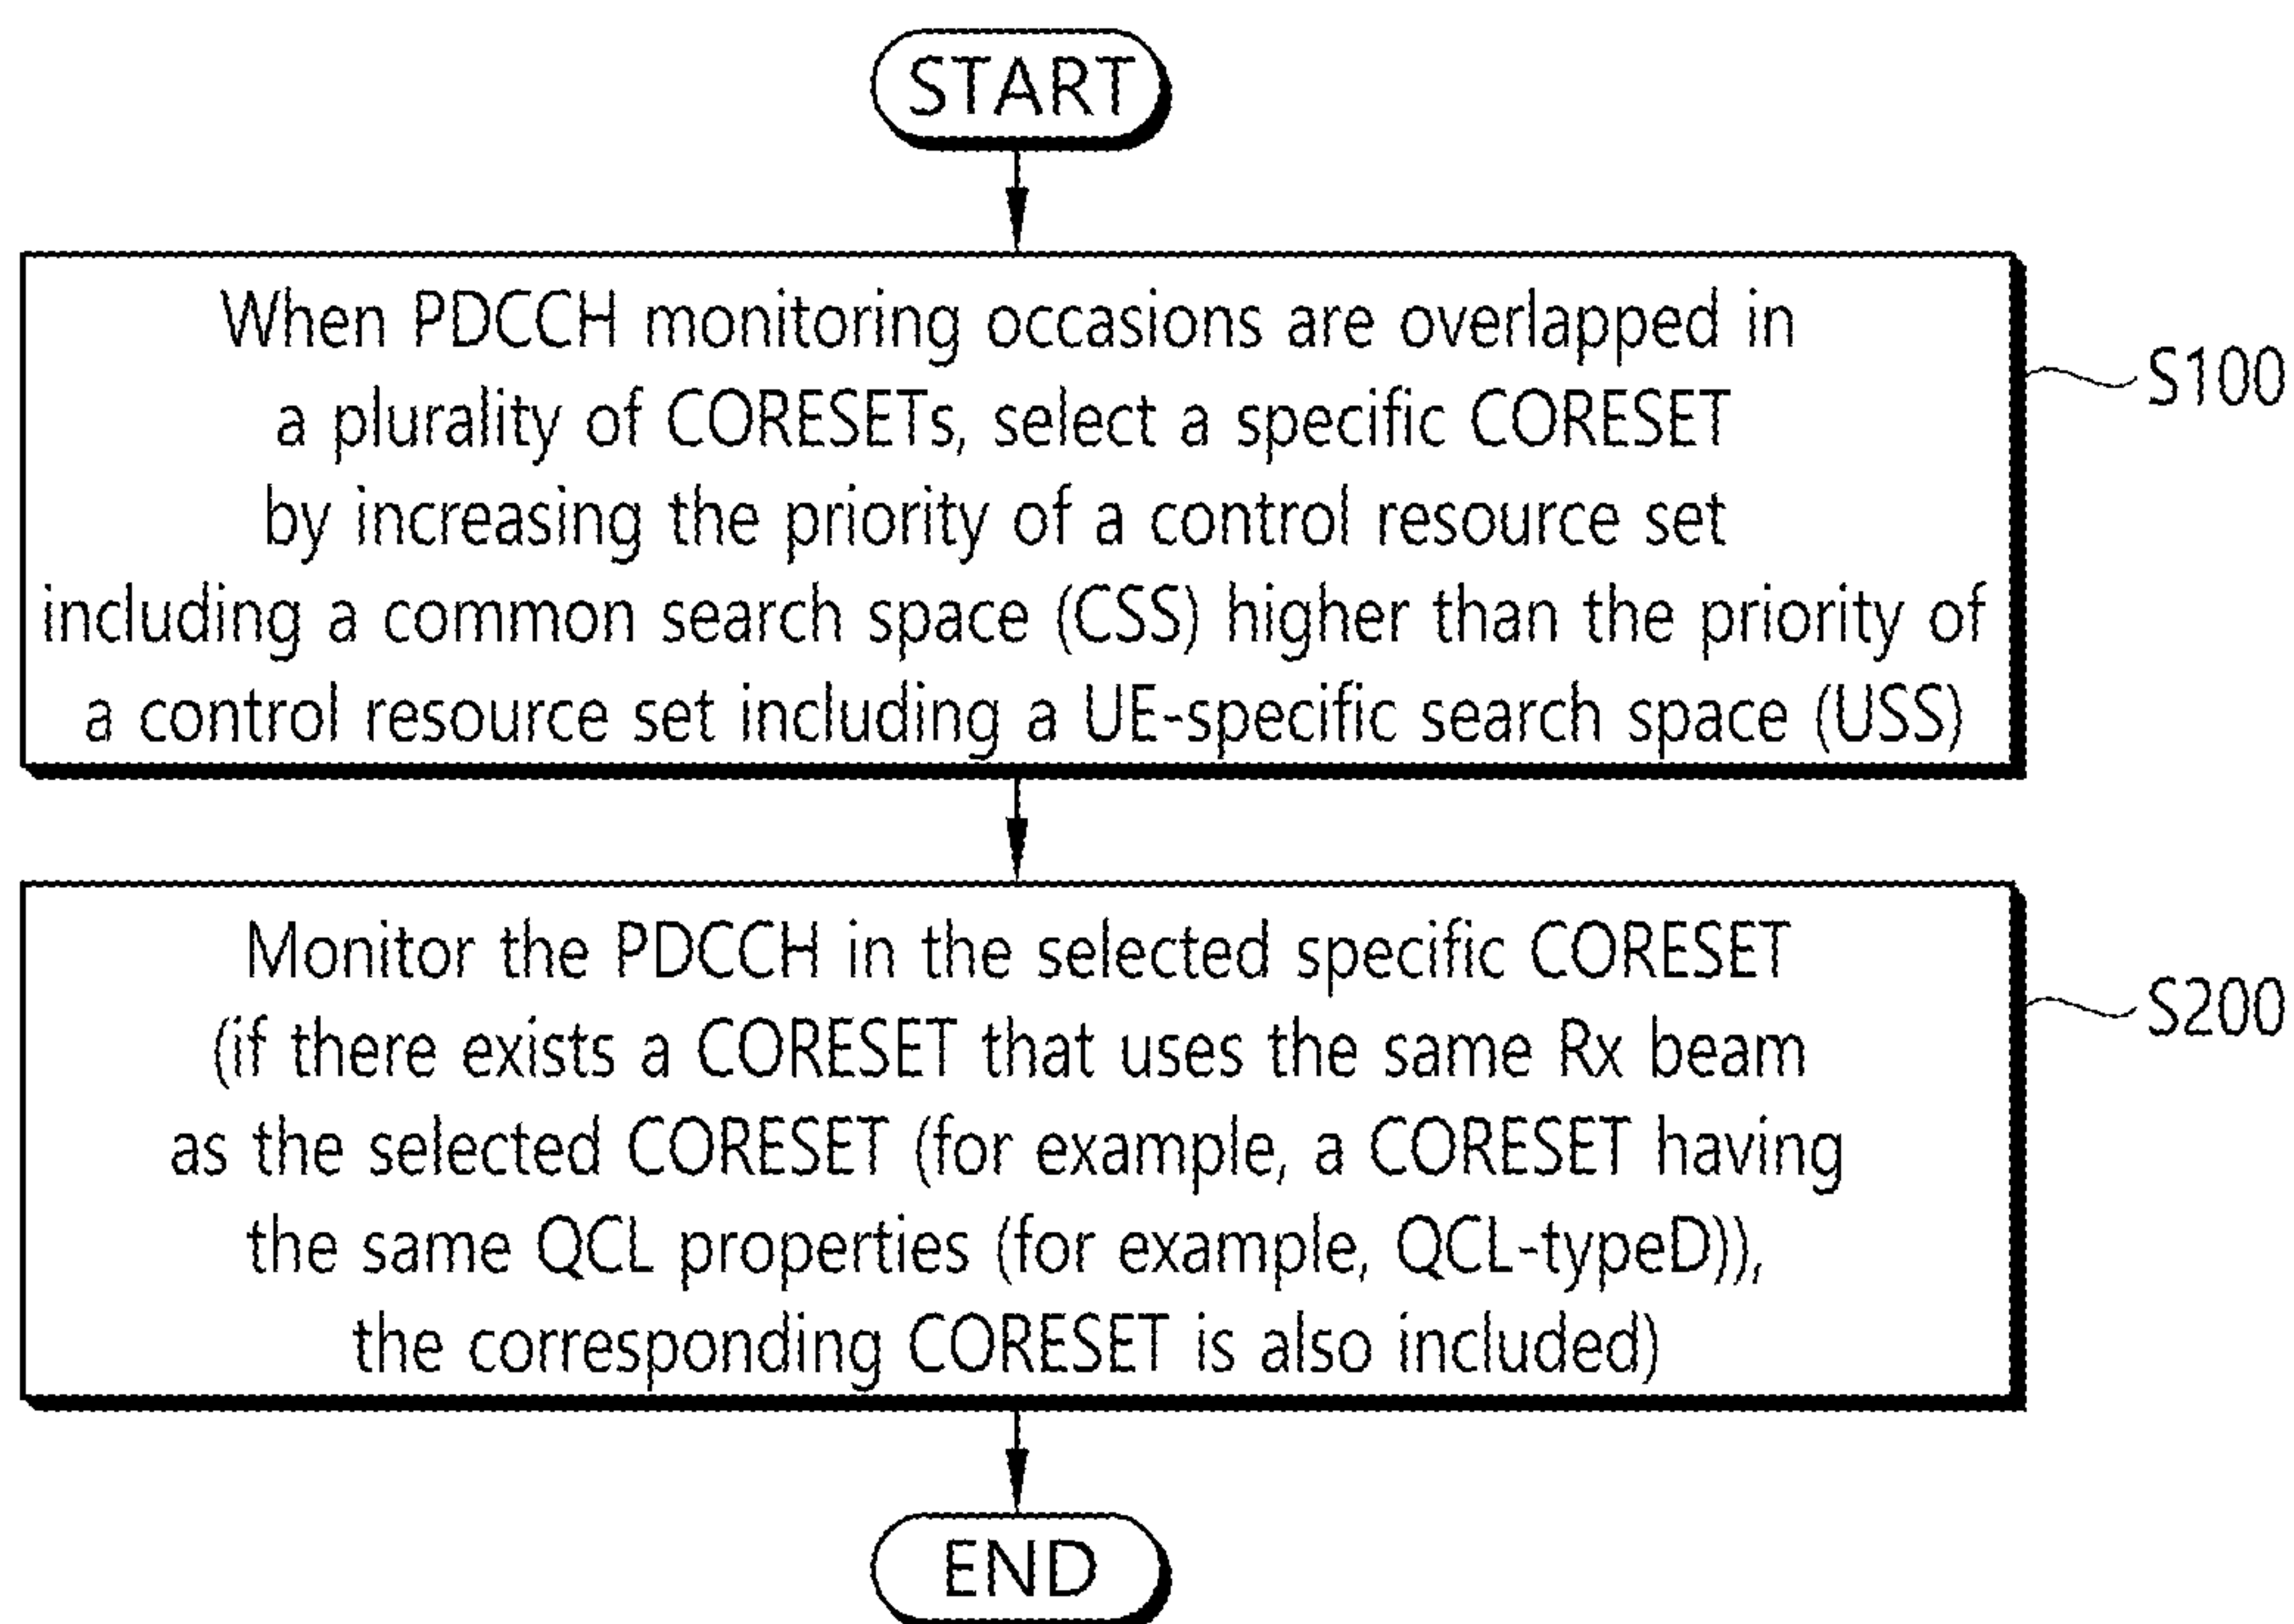 START
When PDCCH monitoring occasions are overlapped in
a plurality of CORESETs, select a specific CORESET
by increasing the priority of a control resource set
including a common search space (CSS) higher than the priority of
a control resource set including a UE-specific search space (USS)
S100
Monitor the PDCCH in the selected specific CORESET
(if there exists a CORESET that uses the same Rx beam
as the selected CORESET (for example, a CORESET having
the same QCL properties (for example, QCL-typeD)),
the corresponding CORESET is also included)
S200
END